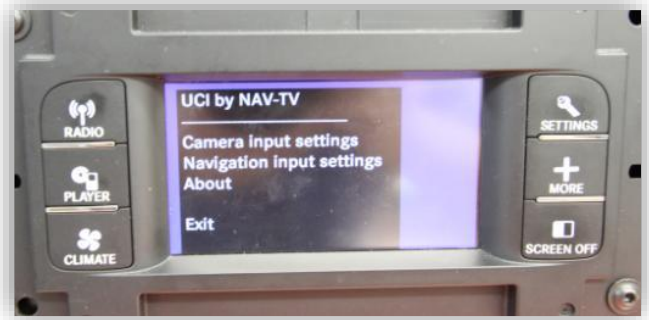 RADIO
PLAYER
CLIMATE
UCI by NAV-TV
Camera input settings
Navigation input settings
About
Exit
SETTINGS
MORE
SCREEN OFF